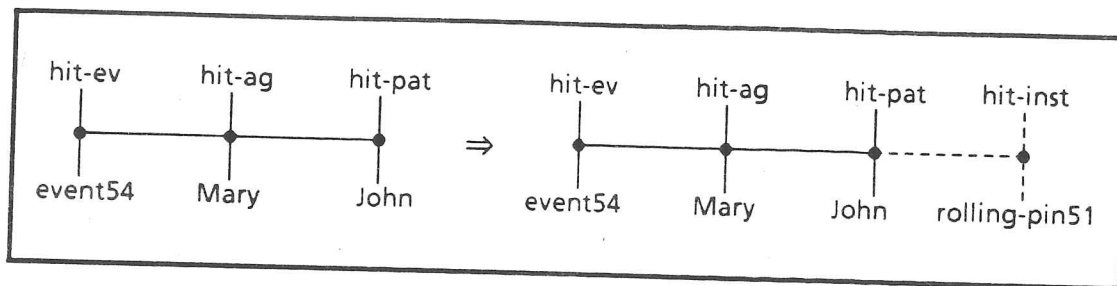 hit-ev hit-ag hit-pat ⇒ hit-ev hit-ag hit-pat hit-inst
event54 Mary John event54 Mary John rolling-pin51